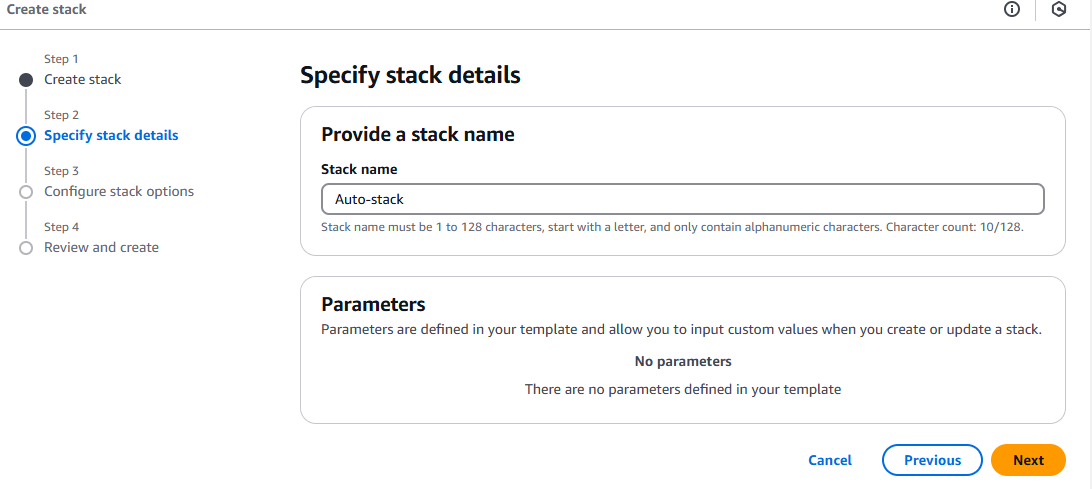 Create stack
Step 1
Create stack
Step 2
Specify stack details
Step 3
Configure stack options
Step 4
Review and create
Specify stack details
Provide a stack name
Stack name
Auto-stack
Stack name must be 1 to 128 characters, start with a letter, and only contain alphanumeric characters. Character count: 10/128.
Parameters
Parameters are defined in your template and allow you to input custom values when you create or update a stack.
No parameters
There are no parameters defined in your template
Cancel
Previous
Next